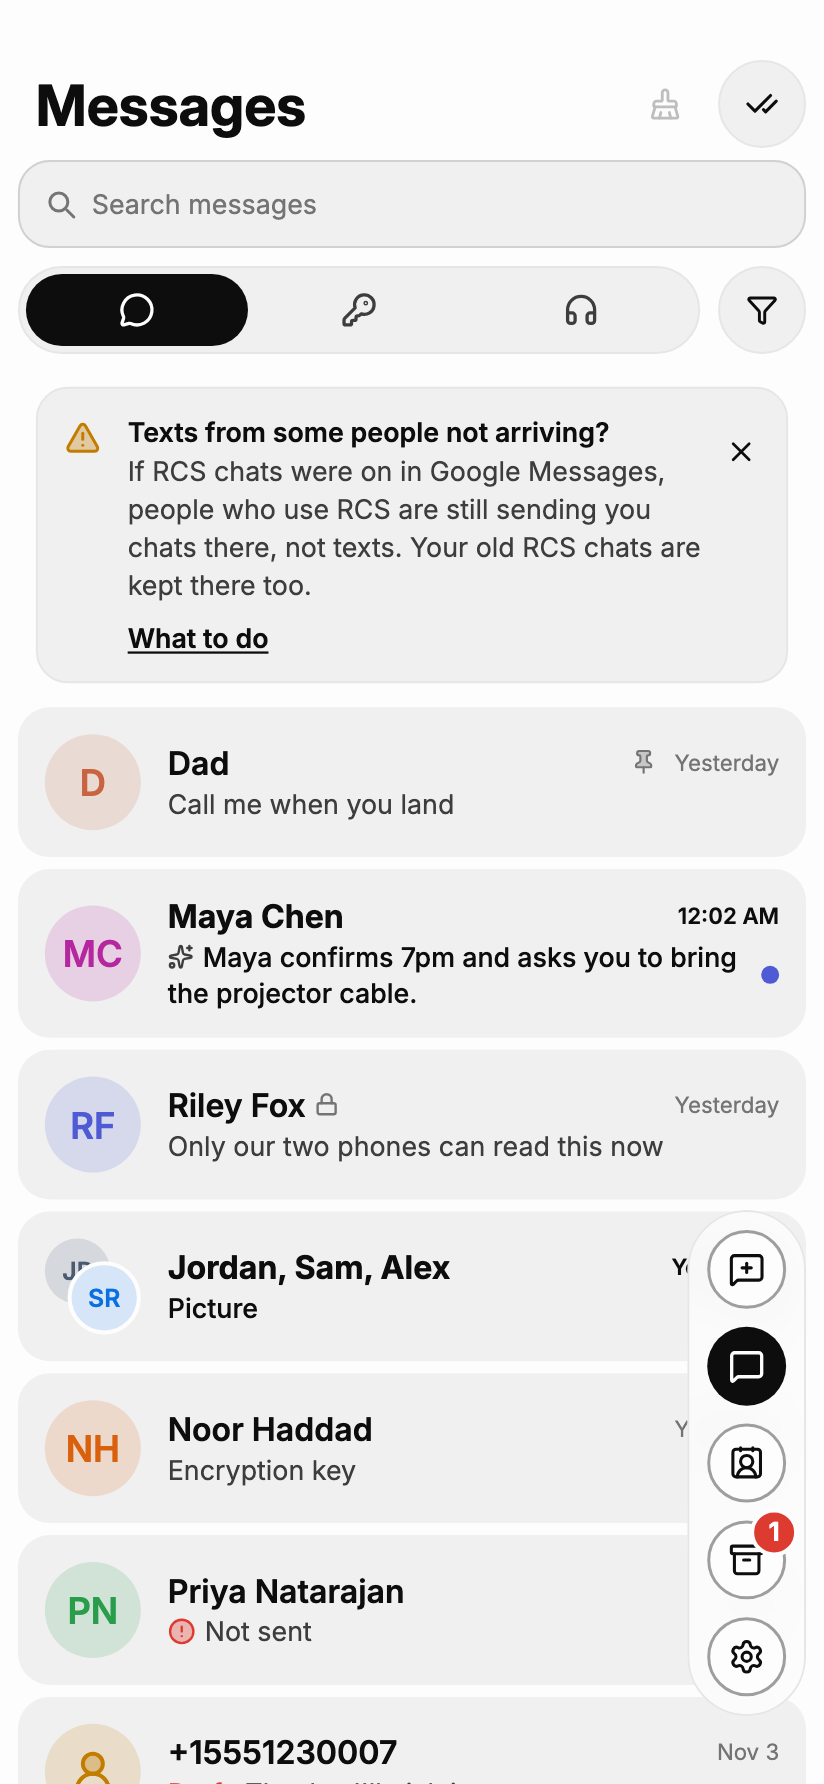 Messages
Search messages
Texts from some people not arriving?
If RCS chats were on in Google Messages,
people who use RCS are still sending you
chats there, not texts. Your old RCS chats are
kept there too.
What to do
D
Dad
Yesterday
Call me when you land
MC
Maya Chen
12:02 AM
Maya confirms 7pm and asks you to bring
the projector cable.
RF
Riley Fox
Yesterday
Only our two phones can read this now
SR
Jordan, Sam, Alex
Picture
NH
Noor Haddad
Encryption key
1
PN
Priya Natarajan
Not sent
+15551230007
Nov 3